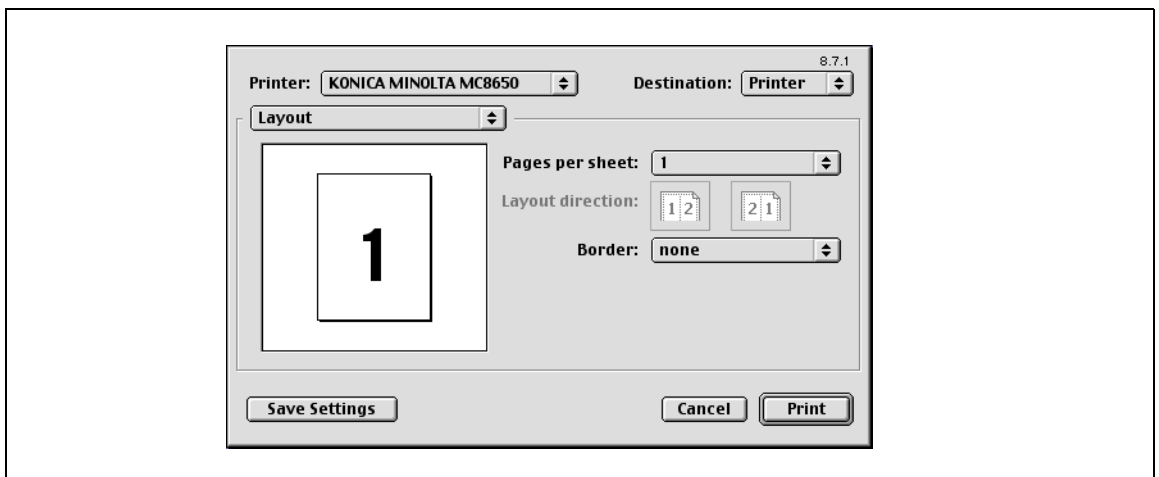 8.7.1
Printer: KONICA MINOLTA MC8650 Destination: Printer
Layout
Pages per sheet: 1
Layout direction: 1 2 2 1
1
Border: none
Save Settings Cancel Print